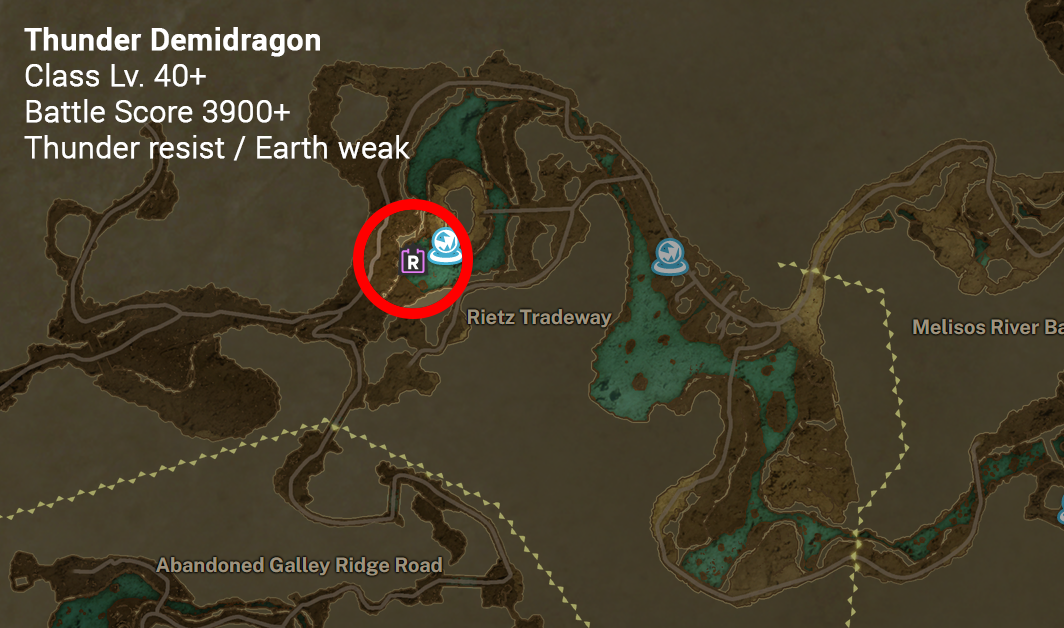 Thunder Demidragon
Class Lv. 40+
Battle Score 3900+
Thunder resist / Earth weak
R
Rietz Tradeway
Melisos River Ba
Abandoned Galley Ridge Road